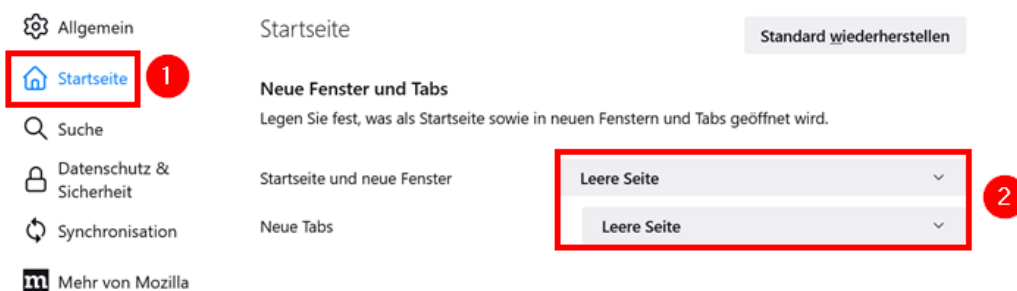 Allgemein
Startseite
1
Suche
Datenschutz &
Sicherheit
Synchronisation
m Mehr von Mozilla
Startseite
Standard wiederherstellen
Neue Fenster und Tabs
Legen Sie fest, was als Startseite sowie in neuen Fenstern und Tabs geöffnet wird.
Startseite und neue Fenster
Leere Seite
Neue Tabs
Leere Seite
2